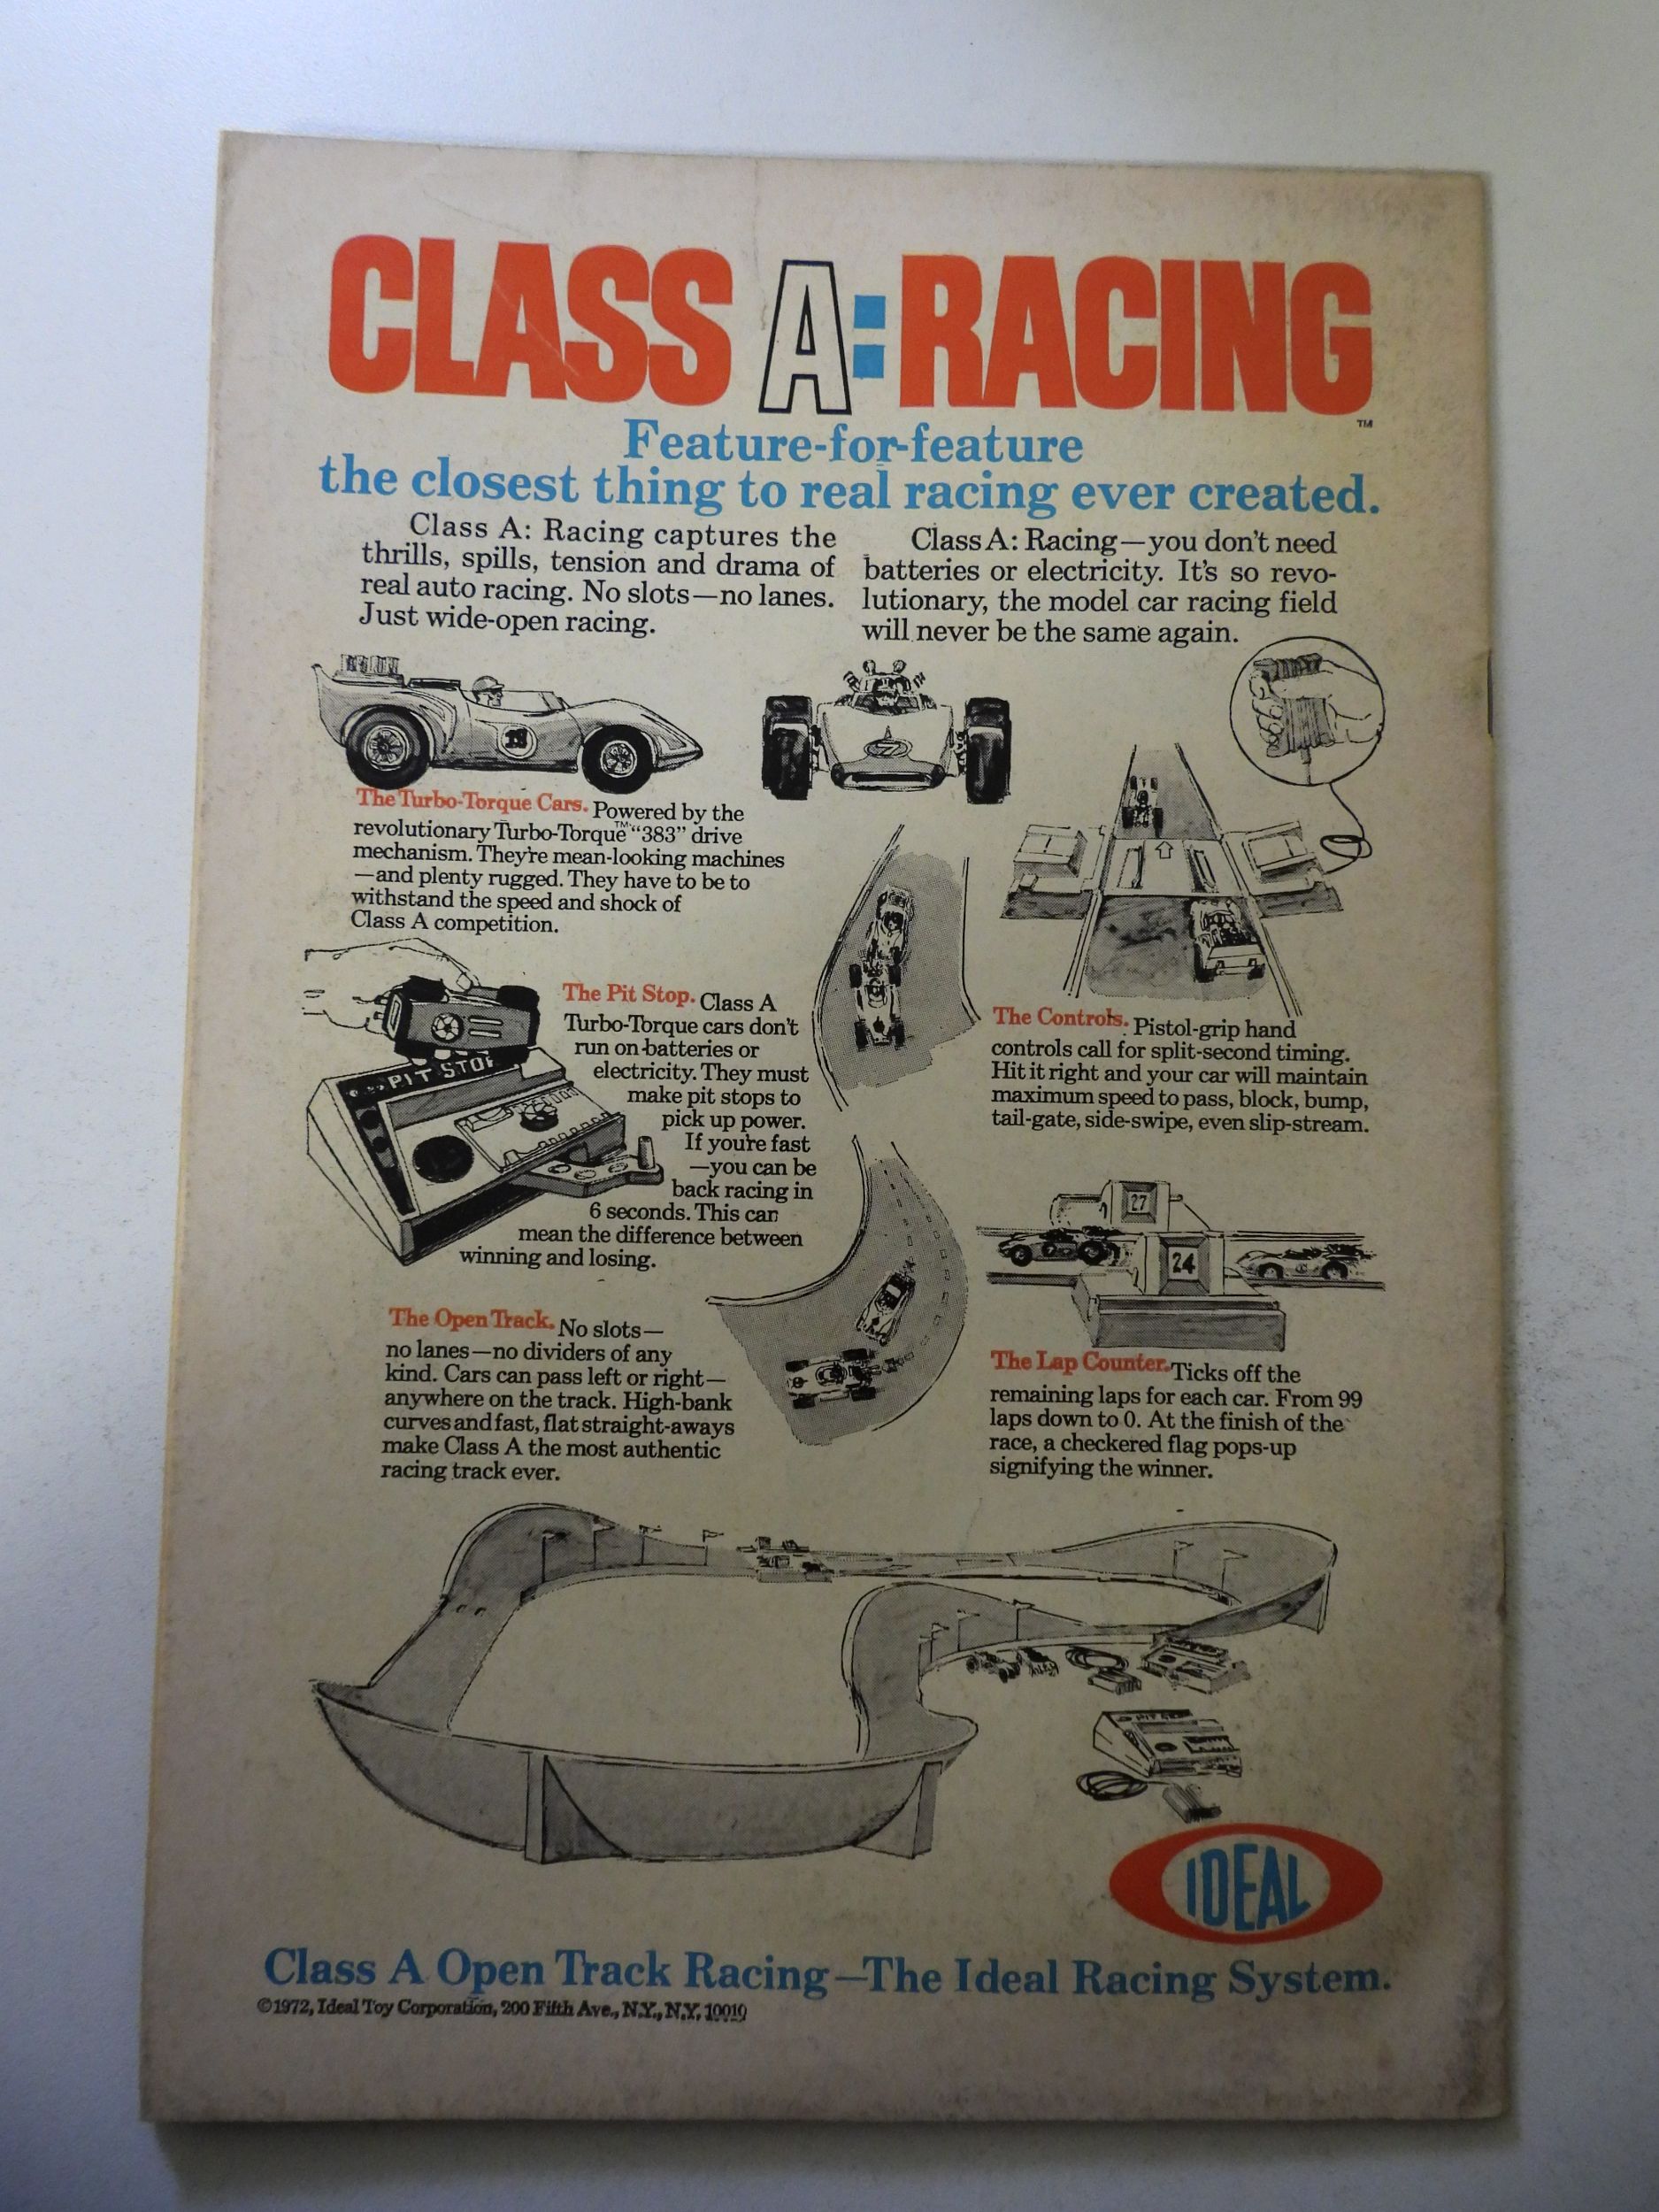 CLASS A: RACING
TM
Feature-for-feature
the closest thing to real racing ever created.
Class A: Racing captures the
thrills, spills, tension and drama of
real auto racing. No slots—no lanes.
Just wide-open racing.
Class A: Racing—you don't need
batteries or electricity. It's so revo-
lutionary, the model car racing field
will never be the same again.
The Turbo-Torque Cars. Powered by the
revolutionary Turbo-Torque™ "383" drive
mechanism. They're mean-looking machines
—and plenty rugged. They have to be to
withstand the speed and shock of
Class A competition.
PIT STOP
The Pit Stop. Class A
Turbo-Torque cars don't
run on batteries or
electricity. They must
make pit stops to
pick up power.
If you're fast
—you can be
back racing in
6 seconds. This can
mean the difference between
winning and losing.
The Controls. Pistol-grip hand
controls call for split-second timing.
Hit it right and your car will maintain
maximum speed to pass, block, bump,
tail-gate, side-swipe, even slip-stream.
27
24
The Open Track. No slots—
no lanes—no dividers of any
kind. Cars can pass left or right—
anywhere on the track. High-bank
curves and fast, flat straight-aways
make Class A the most authentic
racing track ever.
The Lap Counter. Ticks off the
remaining laps for each car. From 99
laps down to 0. At the finish of the
race, a checkered flag pops-up
signifying the winner.
IDEAL
Class A Open Track Racing—The Ideal Racing System.
©1972, Ideal Toy Corporation, 200 Fifth Ave., N.Y., N.Y. 10010